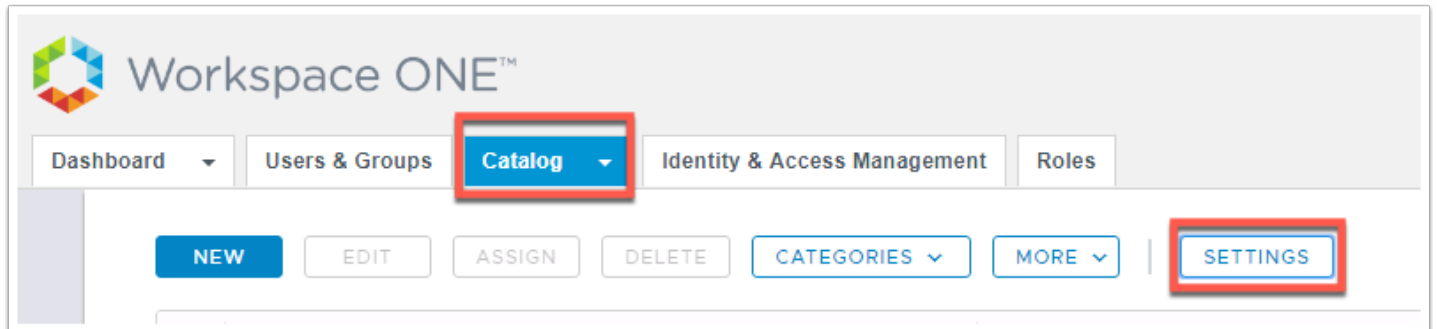 Workspace ONE™
Dashboard Users & Groups Catalog Identity & Access Management Roles
NEW EDIT ASSIGN DELETE CATEGORIES MORE SETTINGS